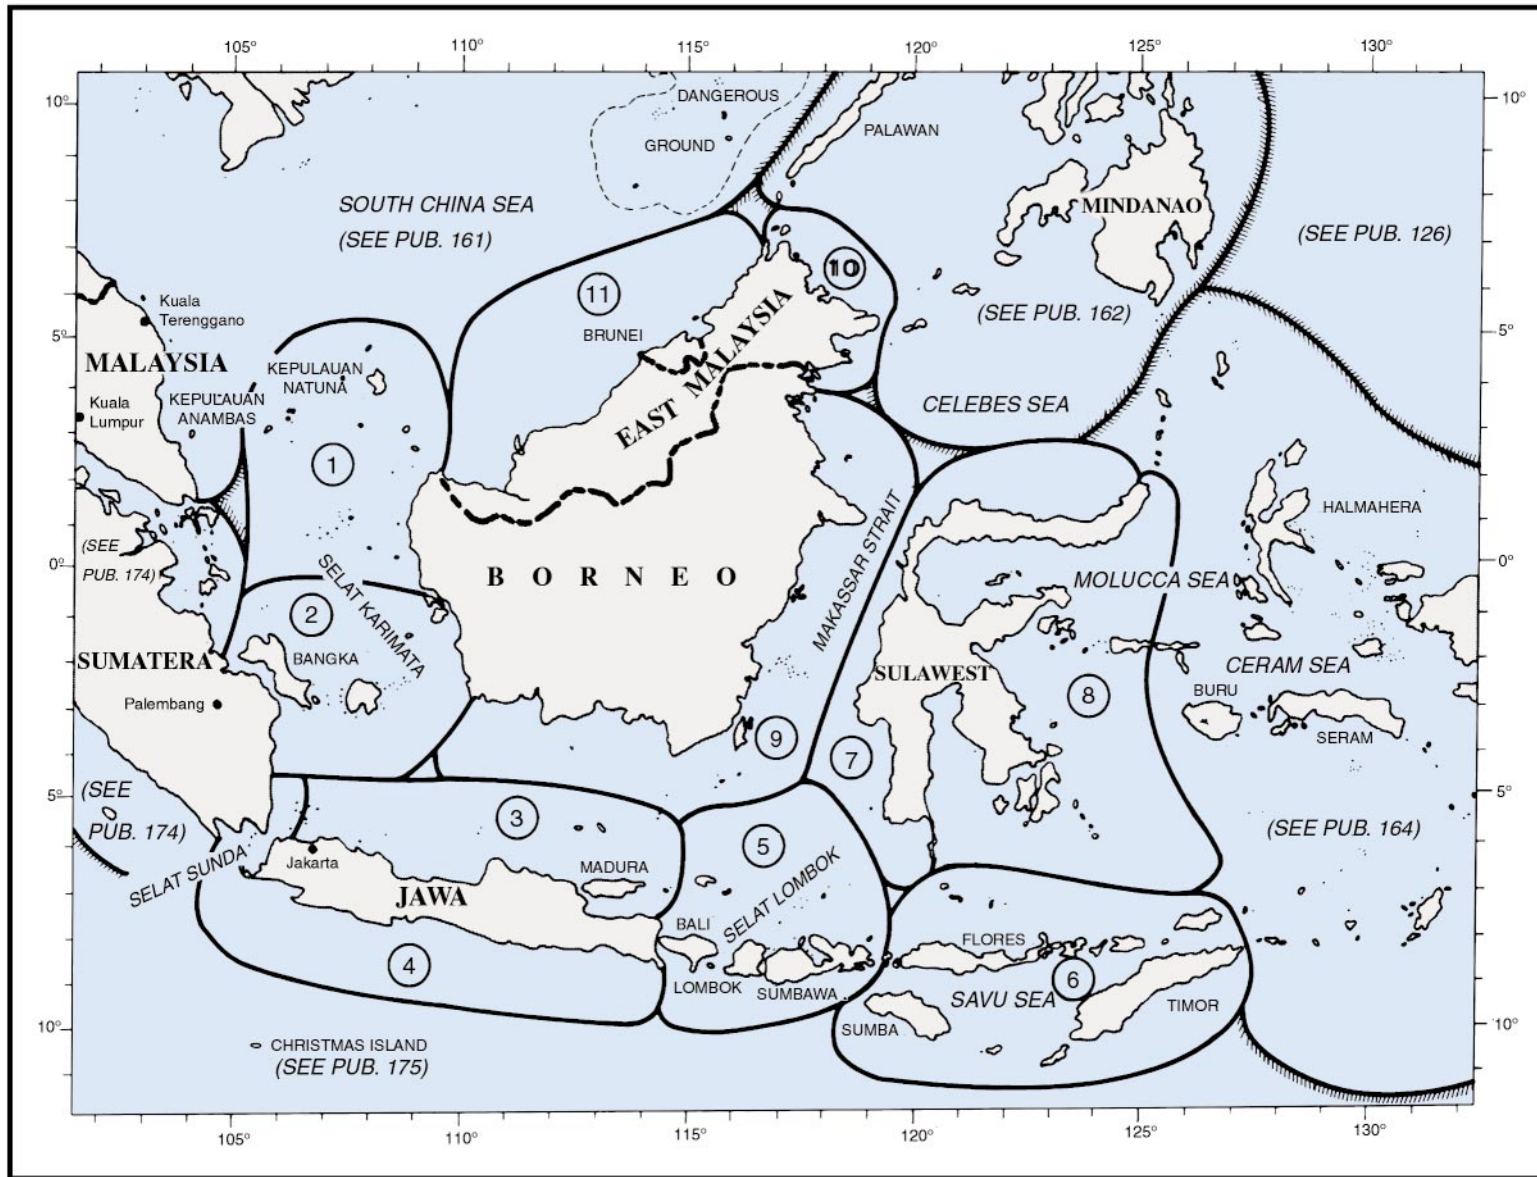 105° 110° 115° 120° 125° 130°
10° 10°
DANGEROUS
GROUND
PALAWAN
SOUTH CHINA SEA
(SEE PUB. 161)
MINDANAO
(SEE PUB. 126)
10
11
Kuala
Terenggano
BRUNEI
(SEE PUB. 162)
5° 5°
MALAYSIA
KEPULAUAN
NATUNA
KEPULAUAN
ANAMBAS
EAST MALAYSIA
CELEBES SEA
Kuala
Lumpur
1
HALMAHERA
MAKASSAR STRAIT
(SEE
PUB. 174)
0° 0°
SELAT KARIMATA
BORNEO
MOLUCCA SEA
2
SUMATERA
BANGKA
SULAWEST
CERAM SEA
Palembang
8
BURU
SERAM
9
7
(SEE
PUB. 174)
5° 5°
3
5
(SEE PUB. 164)
SELAT SUNDA
Jakarta
MADURA
SELAT LOMBOK
JAWA
BALI
FLORES
4
6
LOMBOK
SUMBAWA
SAVU SEA
TIMOR
SUMBA
10° 10°
CHRISTMAS ISLAND
(SEE PUB. 175)
105° 110° 115° 120° 125° 130°